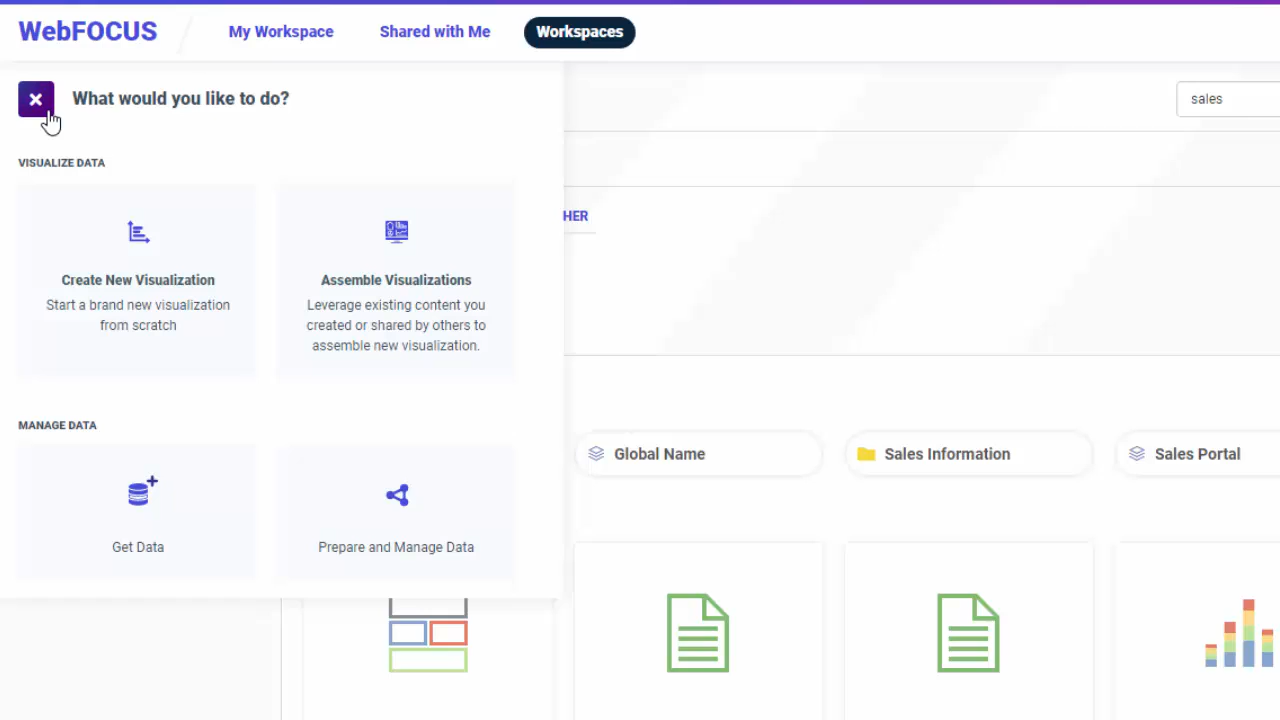 WebFOCUS
My Workspace
Shared with Me
Workspaces
What would you like to do?
sales
VISUALIZE DATA
HER
Create New Visualization
Start a brand new visualization
from scratch
Assemble Visualizations
Leverage existing content you
created or shared by others to
assemble new visualization.
MANAGE DATA
Global Name
Sales Information
Sales Portal
Get Data
Prepare and Manage Data